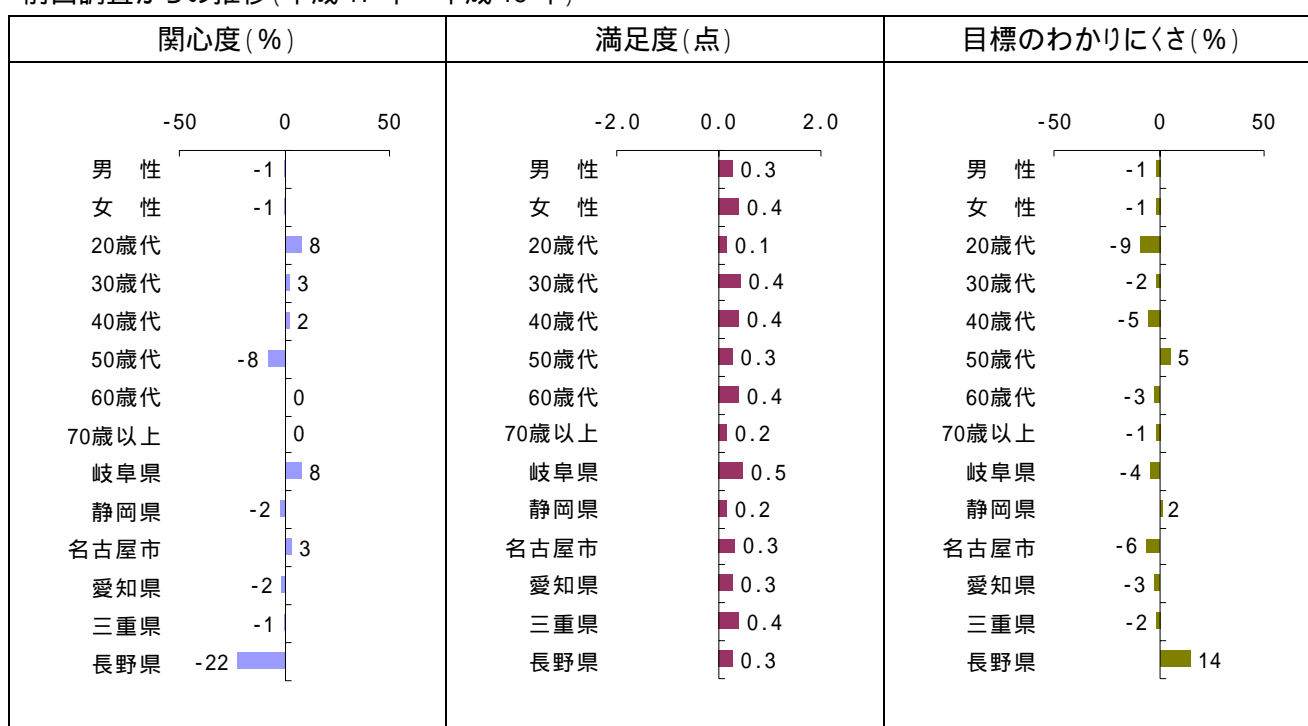 関心度(%) 満足度(点) 目標のわかりにくさ(%)
-50 0 50 -2.0 0.0 2.0 -50 0 50
男 性 -1 男 性 0.3 男 性 -1
女 性 -1 女 性 0.4 女 性 -1
20歳代 8 20歳代 0.1 20歳代 -9
30歳代 3 30歳代 0.4 30歳代 -2
40歳代 2 40歳代 0.4 40歳代 -5
50歳代 -8 50歳代 0.3 50歳代 5
60歳代 0 60歳代 0.4 60歳代 -3
70歳以上 0 70歳以上 0.2 70歳以上 -1
岐阜県 8 岐阜県 0.5 岐阜県 -4
静岡県 -2 静岡県 0.2 静岡県 2
名古屋市 3 名古屋市 0.3 名古屋市 -6
愛知県 -2 愛知県 0.3 愛知県 -3
三重県 -1 三重県 0.4 三重県 -2
長野県 -22 長野県 0.3 長野県 14